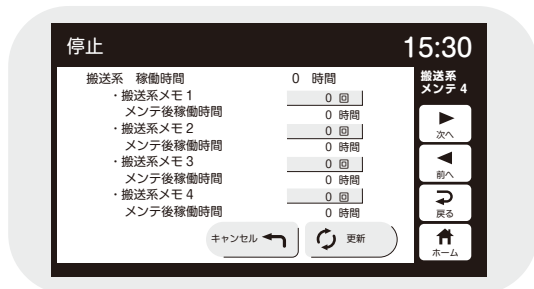 停止 15:30
搬送系 稼働時間 0 時間
・搬送系メモ 1 0 回
メンテ後稼働時間 0 時間
・搬送系メモ 2 0 回
メンテ後稼働時間 0 時間
・搬送系メモ 3 0 回
メンテ後稼働時間 0 時間
・搬送系メモ 4 0 回
メンテ後稼働時間 0 時間
キャンセル 更新
搬送系
メンテ 4
次へ
前へ
戻る
ホーム